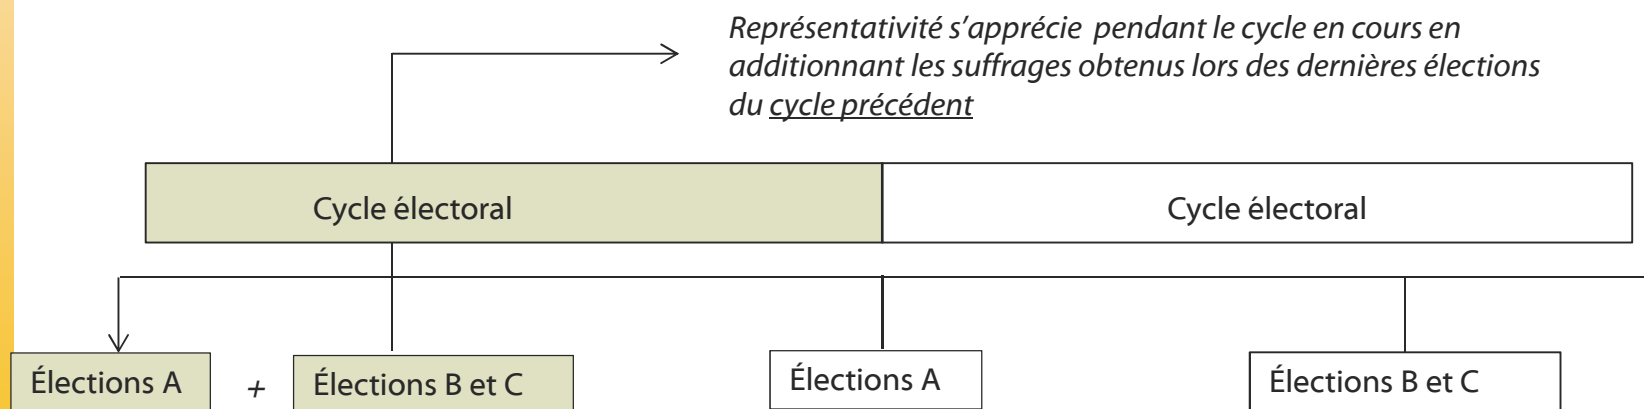 Représentativité s’apprécie pendant le cycle en cours en
additionnant les suffrages obtenus lors des dernières élections
du cycle précédent
Cycle électoral
Cycle électoral
Élections A
+
Élections B et C
Élections A
Élections B et C